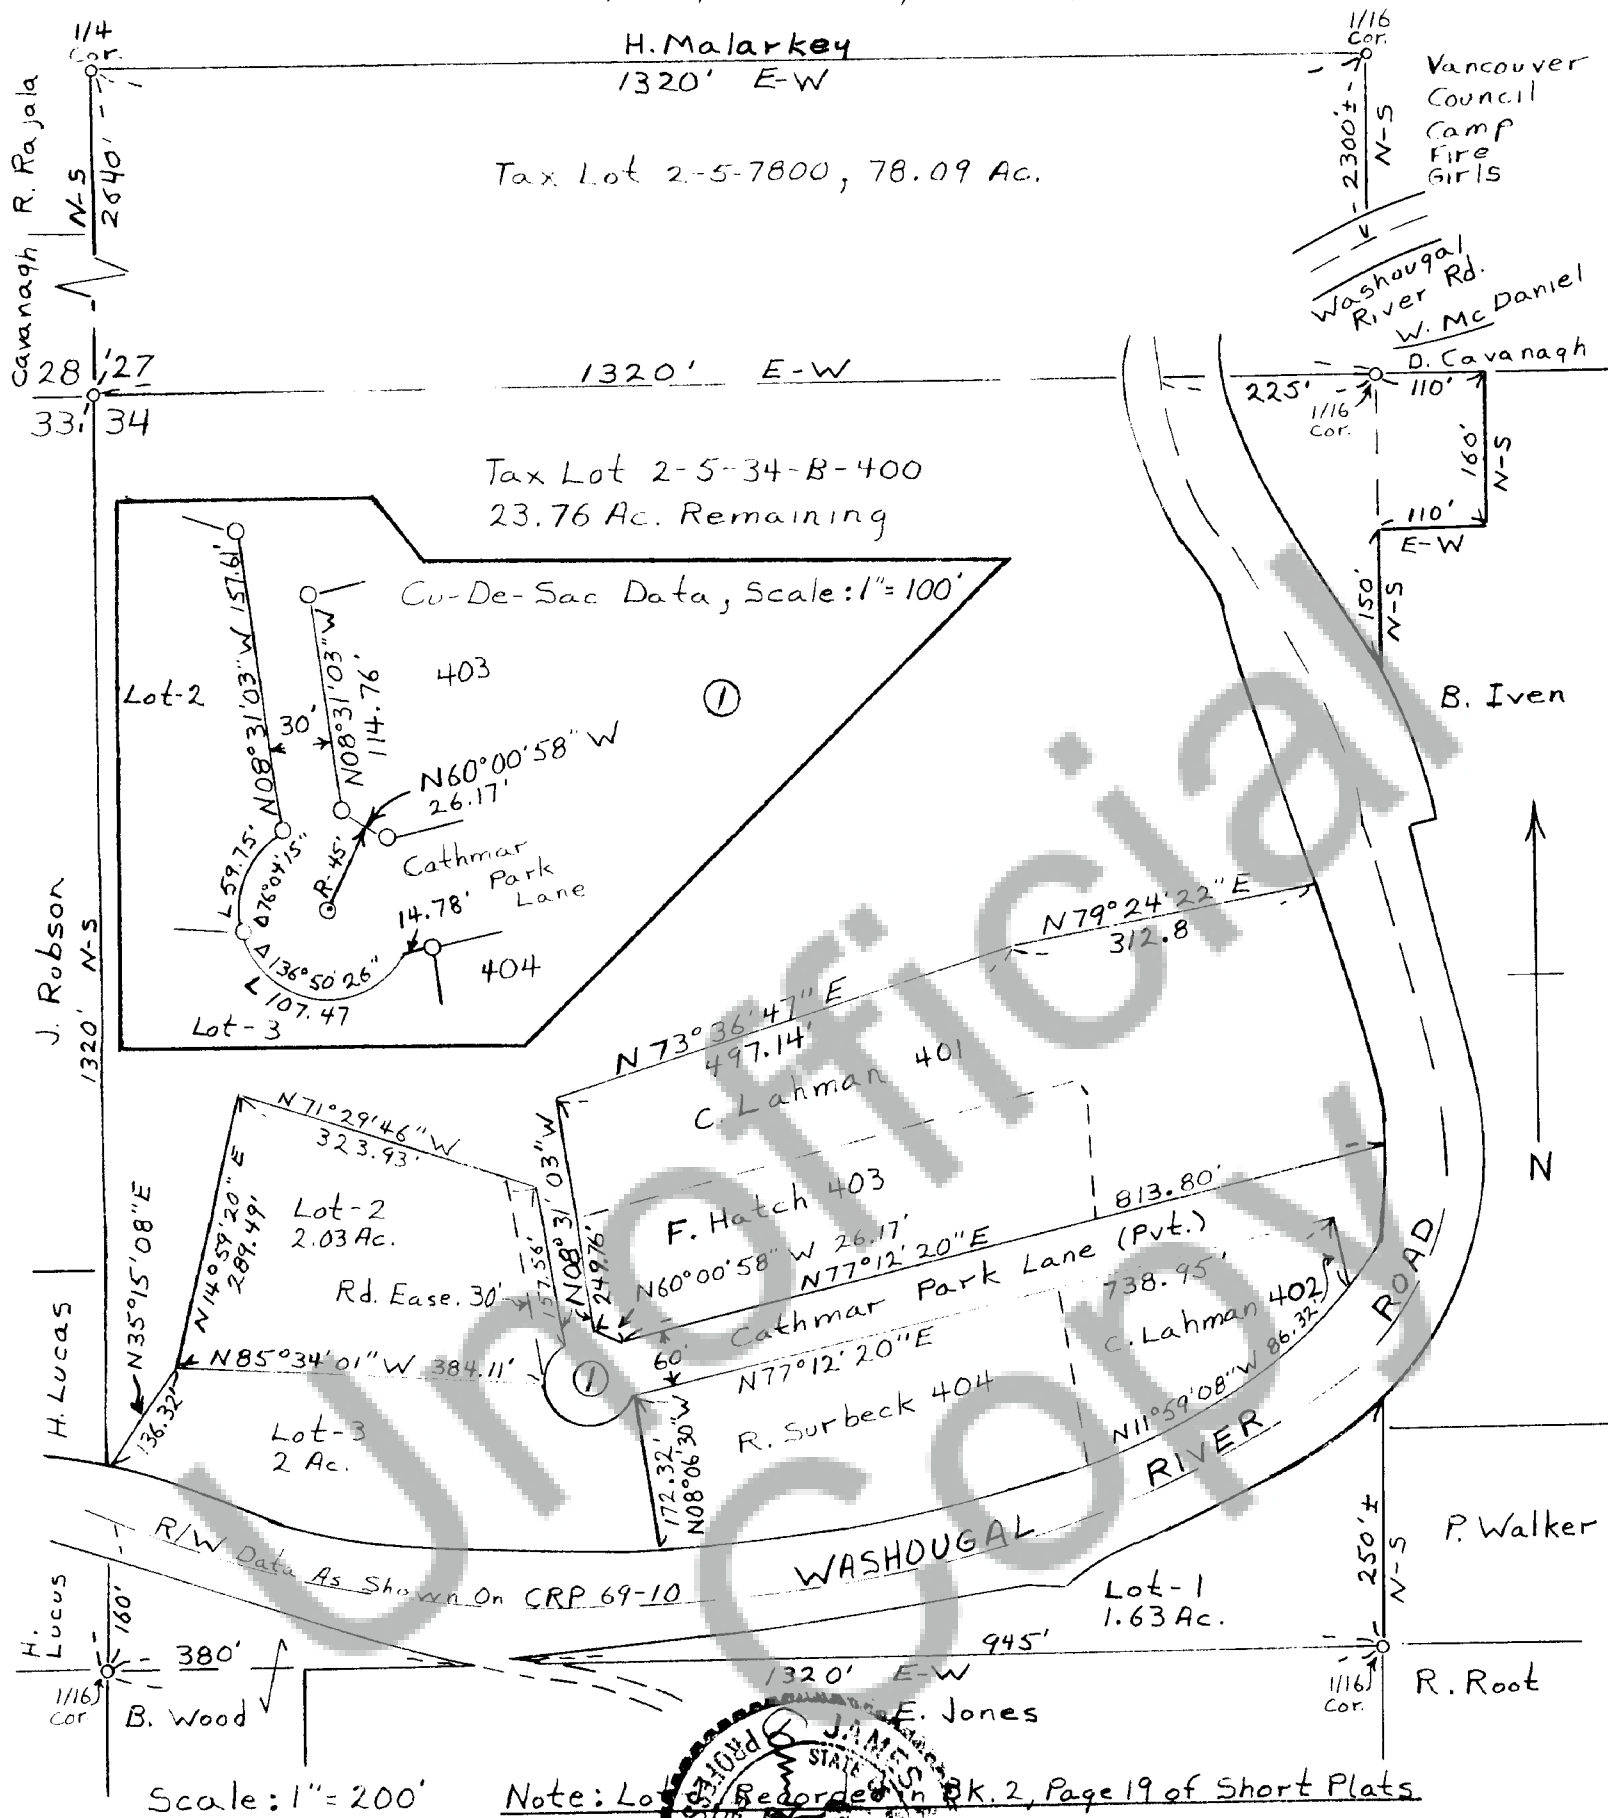 1/4
Cor.
H. Malarkey
1320' E-W
1/16
Cor.
Vancouver
Council
Camp
Fire
Girls
Cavanagh
R. Rajala
N-S
2640'
2300'±
N-S
Tax Lot 2-5-7800, 78.09 Ac.
Washougal
River Rd.
W. McDaniel
D. Cavanagh
28 27
33 34
1320' E-W
225'
1/16
Cor.
110'
160'
N-S
110'
E-W
150'
N-S
Tax Lot 2-5-34-B-400
23.76 Ac. Remaining
Cu-De-Sac Data, Scale: 1"=100'
N08°31'03"W 157.61'
N08°31'03"W
114.76'
30'
Lot-2
403
1
N60°00'58"W
26.17'
L 59.75'
Δ76°04'15"
R-45'
Cathmar
Park
Lane
14.78'
Δ136°50'26"
L 107.47
404
Lot-3
B. Iven
J. Robson
1320' N-S
N79°24'22"E
312.8
N73°36'47"E
497.14'
C. Lahman 401
N71°29'46"W
323.93'
N14°59'20"E
289.49'
N35°15'08"E
136.32'
Lot-2
2.03 Ac.
Rd. Ease. 30'
157.56'
N08°31'03"W
249.76'
F. Hatch 403
N60°00'58"W 26.17'
N77°12'20"E
813.80'
Cathmar Park Lane (Pvt.)
60'
N77°12'20"E
738.95'
C. Lahman 402
N11°59'08"W 86.32'
N
H. Lucas
N85°34'01"W 384.11'
1
Lot-3
2 Ac.
172.32'
N08°06'30"W
R. Surbeck 404
WASHOUGAL RIVER ROAD
R/W Data As Shown On CRP 69-10
250'±
N-S
P. Walker
Lot-1
1.63 Ac.
H.
Lucus
160'
380'
945'
1320' E-W
1/16
Cor
B. Wood
E. Jones
1/16
Cor.
R. Root
JAMES
STATE
Scale: 1"=200'
Note: Recorded in Bk. 2, Page 19 of Short Plats
Unofficial
Copy